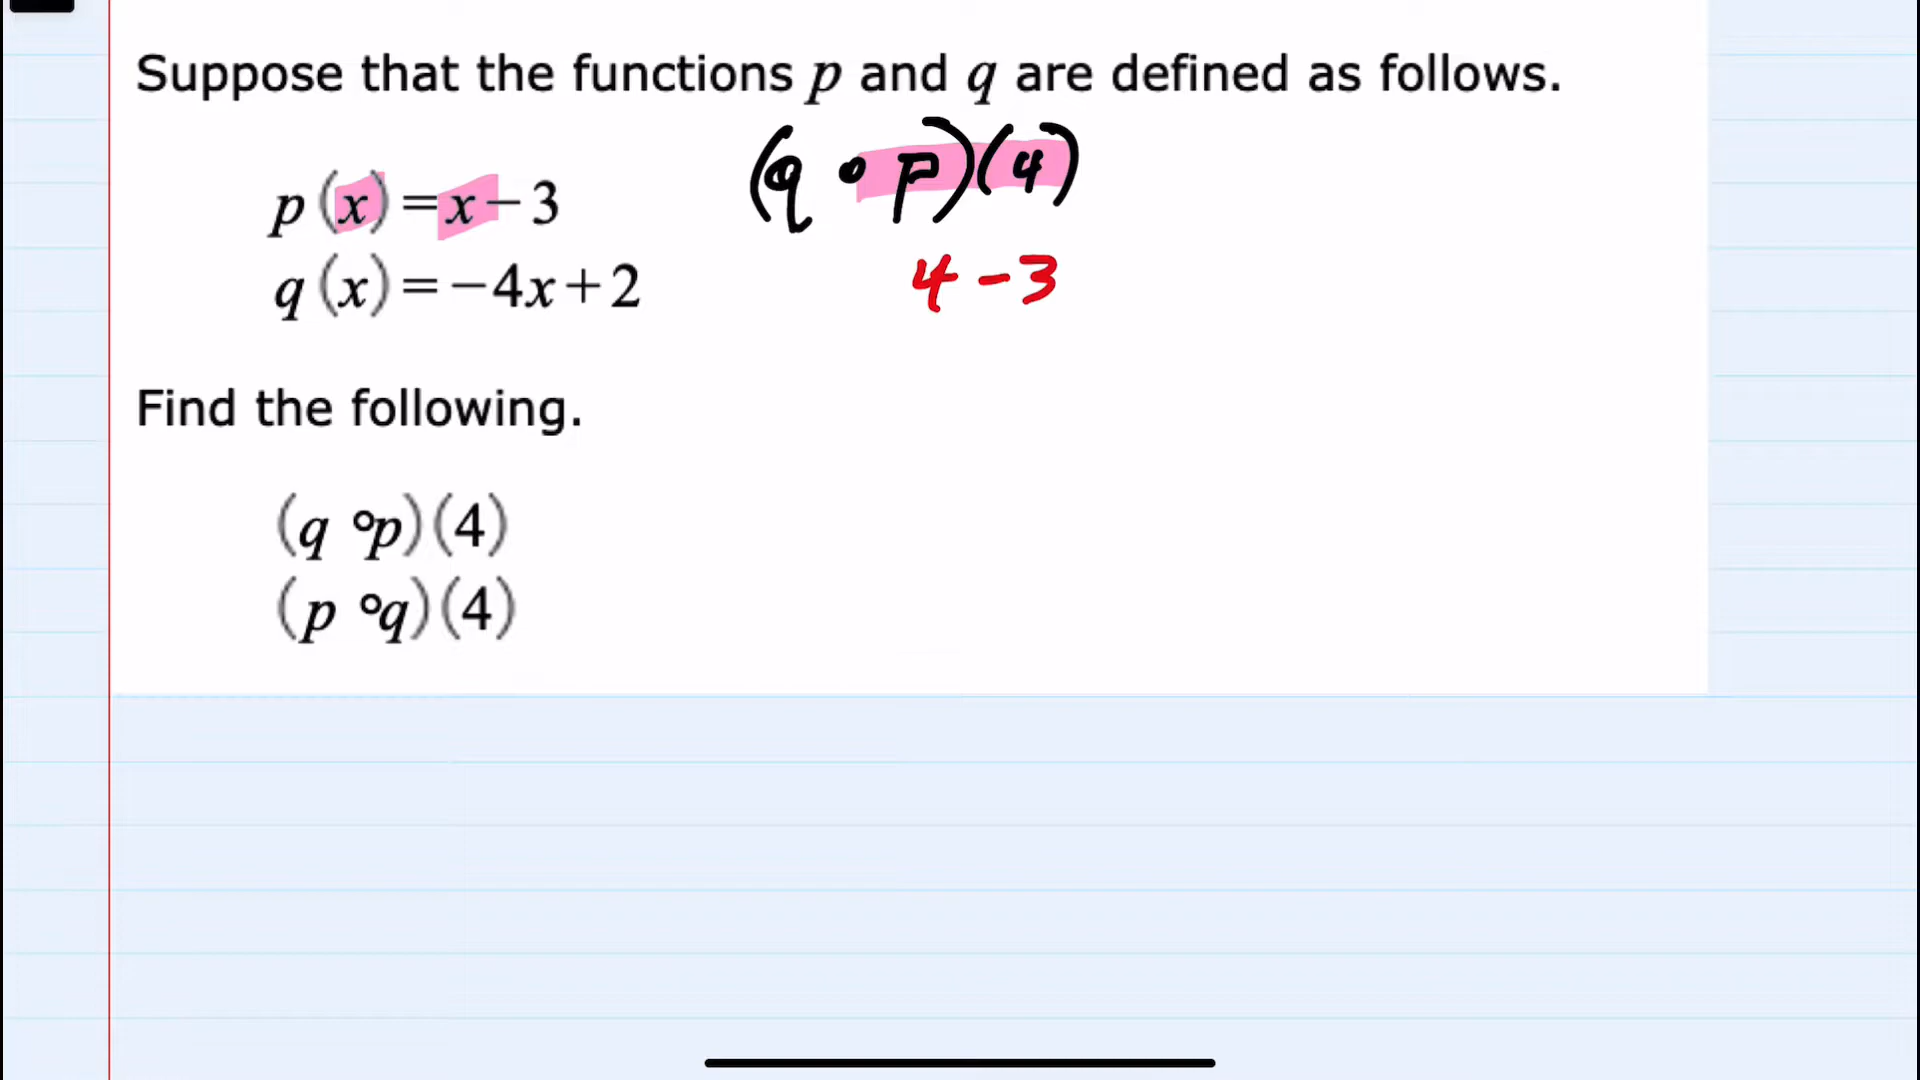 Suppose that the functions p and q are defined as follows.
(q ∘ p)(4)
p (x) = x − 3
4 − 3
q (x) = −4x + 2
Find the following.
(q ∘p)(4)
(p ∘q)(4)